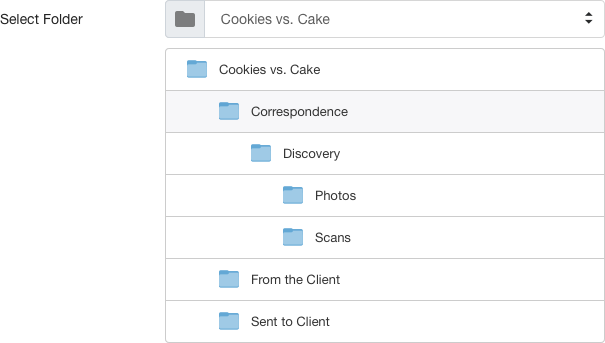 Select Folder
Cookies vs. Cake
Cookies vs. Cake
Correspondence
Discovery
Photos
Scans
From the Client
Sent to Client